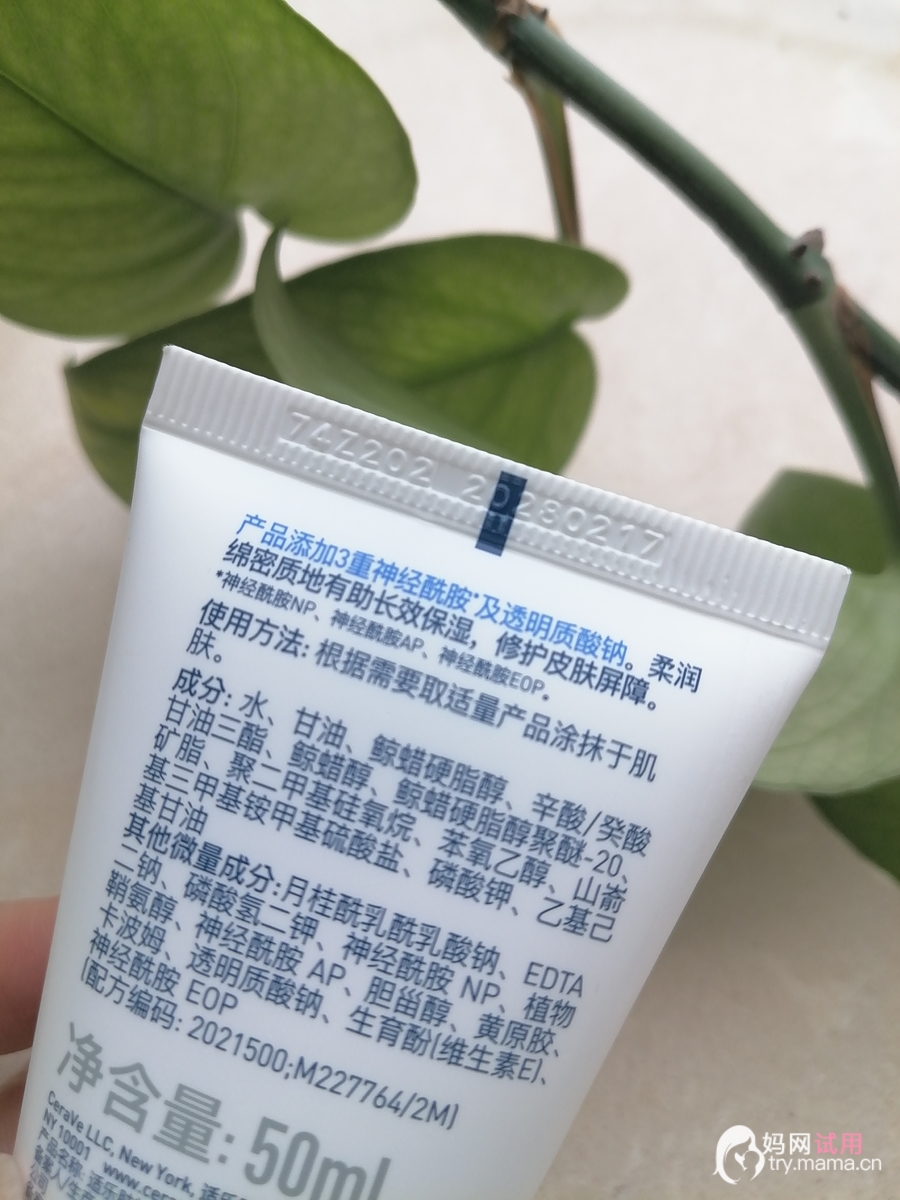 74Z202 20280217
产品添加3重神经酰胺*及透明质酸钠。柔润
绵密质地有助长效保湿，修护皮肤屏障。
*神经酰胺NP、神经酰胺AP、神经酰胺EOP。
使用方法: 根据需要取适量产品涂抹于肌
肤。
成分: 水、甘油、鲸蜡硬脂醇、辛酸/癸酸
甘油三酯、鲸蜡醇、鲸蜡硬脂醇聚醚-20、
矿脂、聚二甲基硅氧烷、苯氧乙醇、山嵛
基三甲基铵甲基硫酸盐、磷酸钾、乙基己
基甘油
其他微量成分: 月桂酰乳酰乳酸钠、EDTA
二钠、磷酸氢二钾、神经酰胺 NP、植物
鞘氨醇、神经酰胺 AP、胆甾醇、黄原胶、
卡波姆、透明质酸钠、生育酚(维生素E)、
神经酰胺 EOP
(配方编码: 2021500;M227764/2M)
净含量: 50ml
CeraVe LLC, New York,
NY 10001 www.cera
产品名称: 适乐肤
妈网试用
try.mama.cn